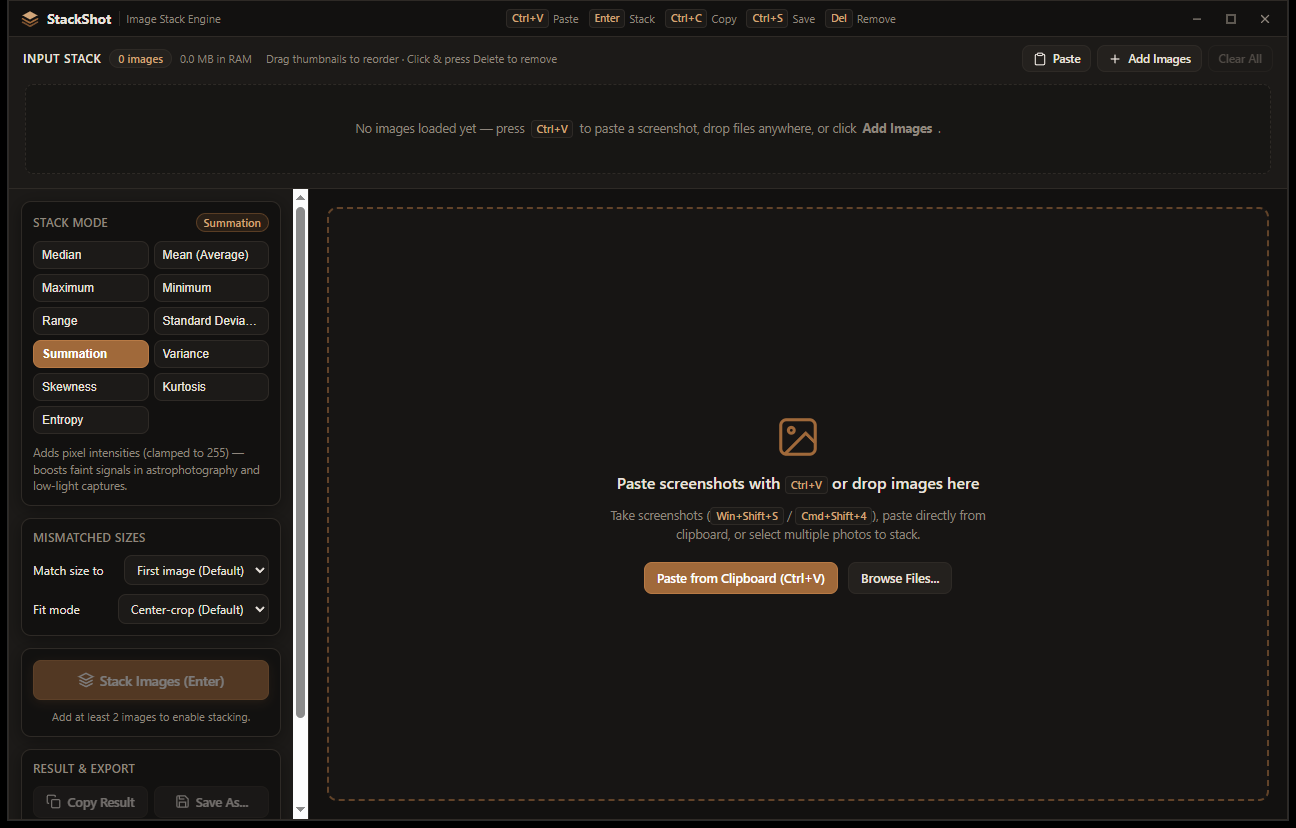 StackShot Image Stack Engine Ctrl+V Paste Enter Stack Ctrl+C Copy Ctrl+S Save Del Remove
INPUT STACK 0 images 0.0 MB in RAM Drag thumbnails to reorder · Click & press Delete to remove Paste + Add Images Clear All
No images loaded yet — press Ctrl+V to paste a screenshot, drop files anywhere, or click Add Images .
STACK MODE Summation
Median Mean (Average)
Maximum Minimum
Range Standard Devia...
Summation Variance
Skewness Kurtosis
Entropy
Adds pixel intensities (clamped to 255) —
boosts faint signals in astrophotography and
low-light captures.
MISMATCHED SIZES
Match size to First image (Default)
Fit mode Center-crop (Default)
Stack Images (Enter)
Add at least 2 images to enable stacking.
RESULT & EXPORT
Copy Result Save As...
Paste screenshots with Ctrl+V or drop images here
Take screenshots ( Win+Shift+S / Cmd+Shift+4 ), paste directly from
clipboard, or select multiple photos to stack.
Paste from Clipboard (Ctrl+V) Browse Files...